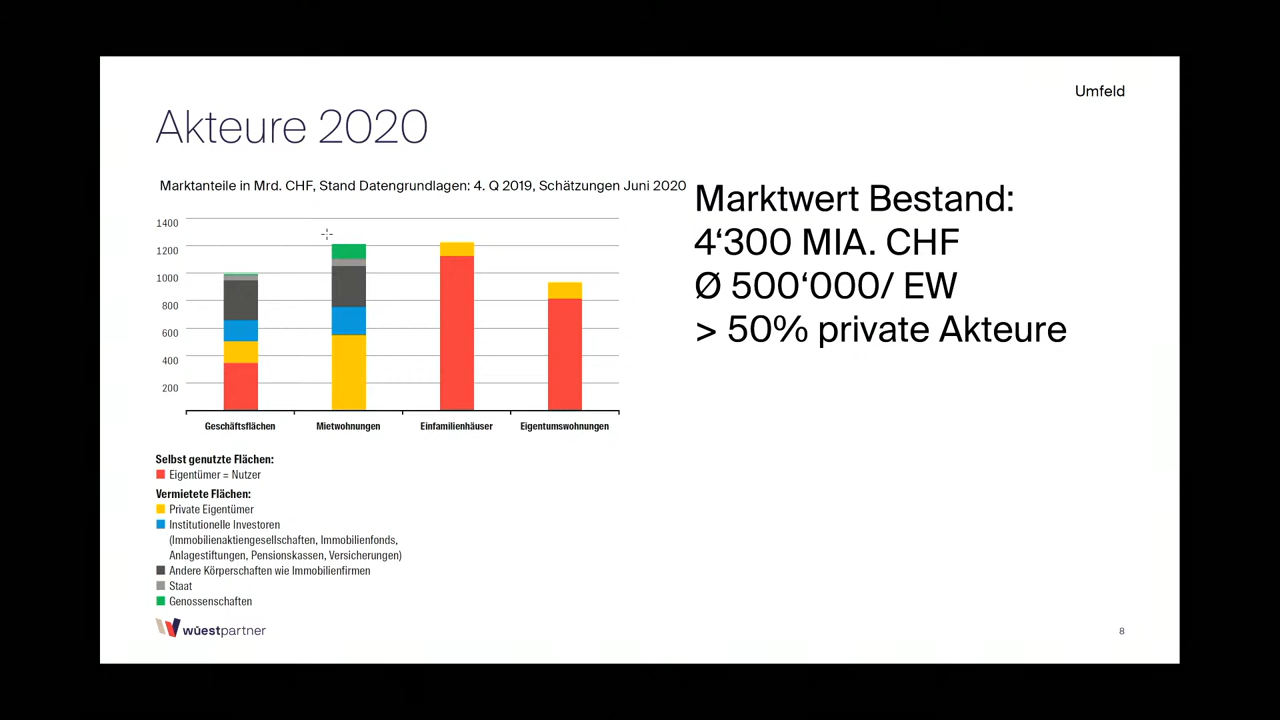 Umfeld
Akteure 2020
Marktanteile in Mrd. CHF, Stand Datengrundlagen: 4. Q 2019, Schätzungen Juni 2020
1400
1200
1000
800
600
400
200
Geschäftsflächen
Mietwohnungen
Einfamilienhäuser
Eigentumswohnungen
Marktwert Bestand:
4‘300 MIA. CHF
Ø 500‘000/ EW
> 50% private Akteure
Selbst genutzte Flächen:
Eigentümer = Nutzer
Vermietete Flächen:
Private Eigentümer
Institutionelle Investoren
(Immobilienaktiengesellschaften, Immobilienfonds,
Anlagestiftungen, Pensionskassen, Versicherungen)
Andere Körperschaften wie Immobilienfirmen
Staat
Genossenschaften
wüestpartner
8